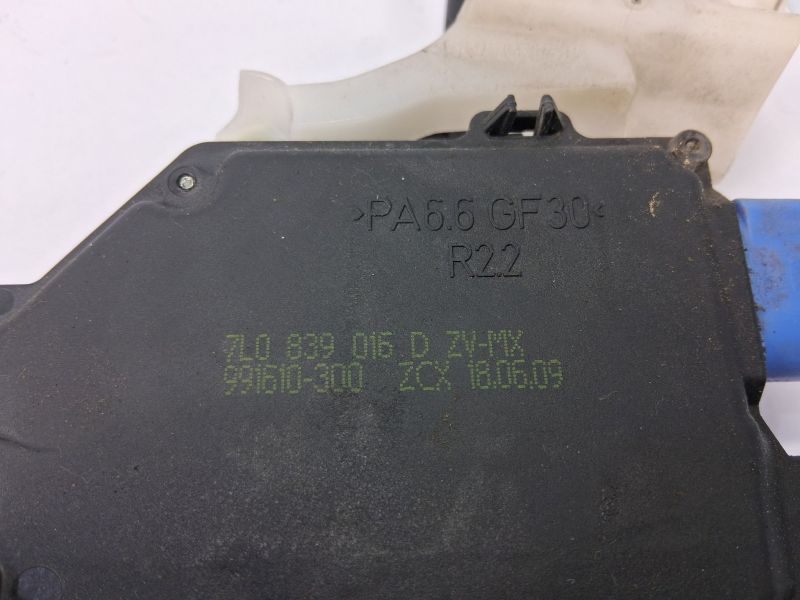 >PA6.6 GF30<
R2.2
7L0 839 016 D ZV-MX
991610-300 ZCX 18.06.09